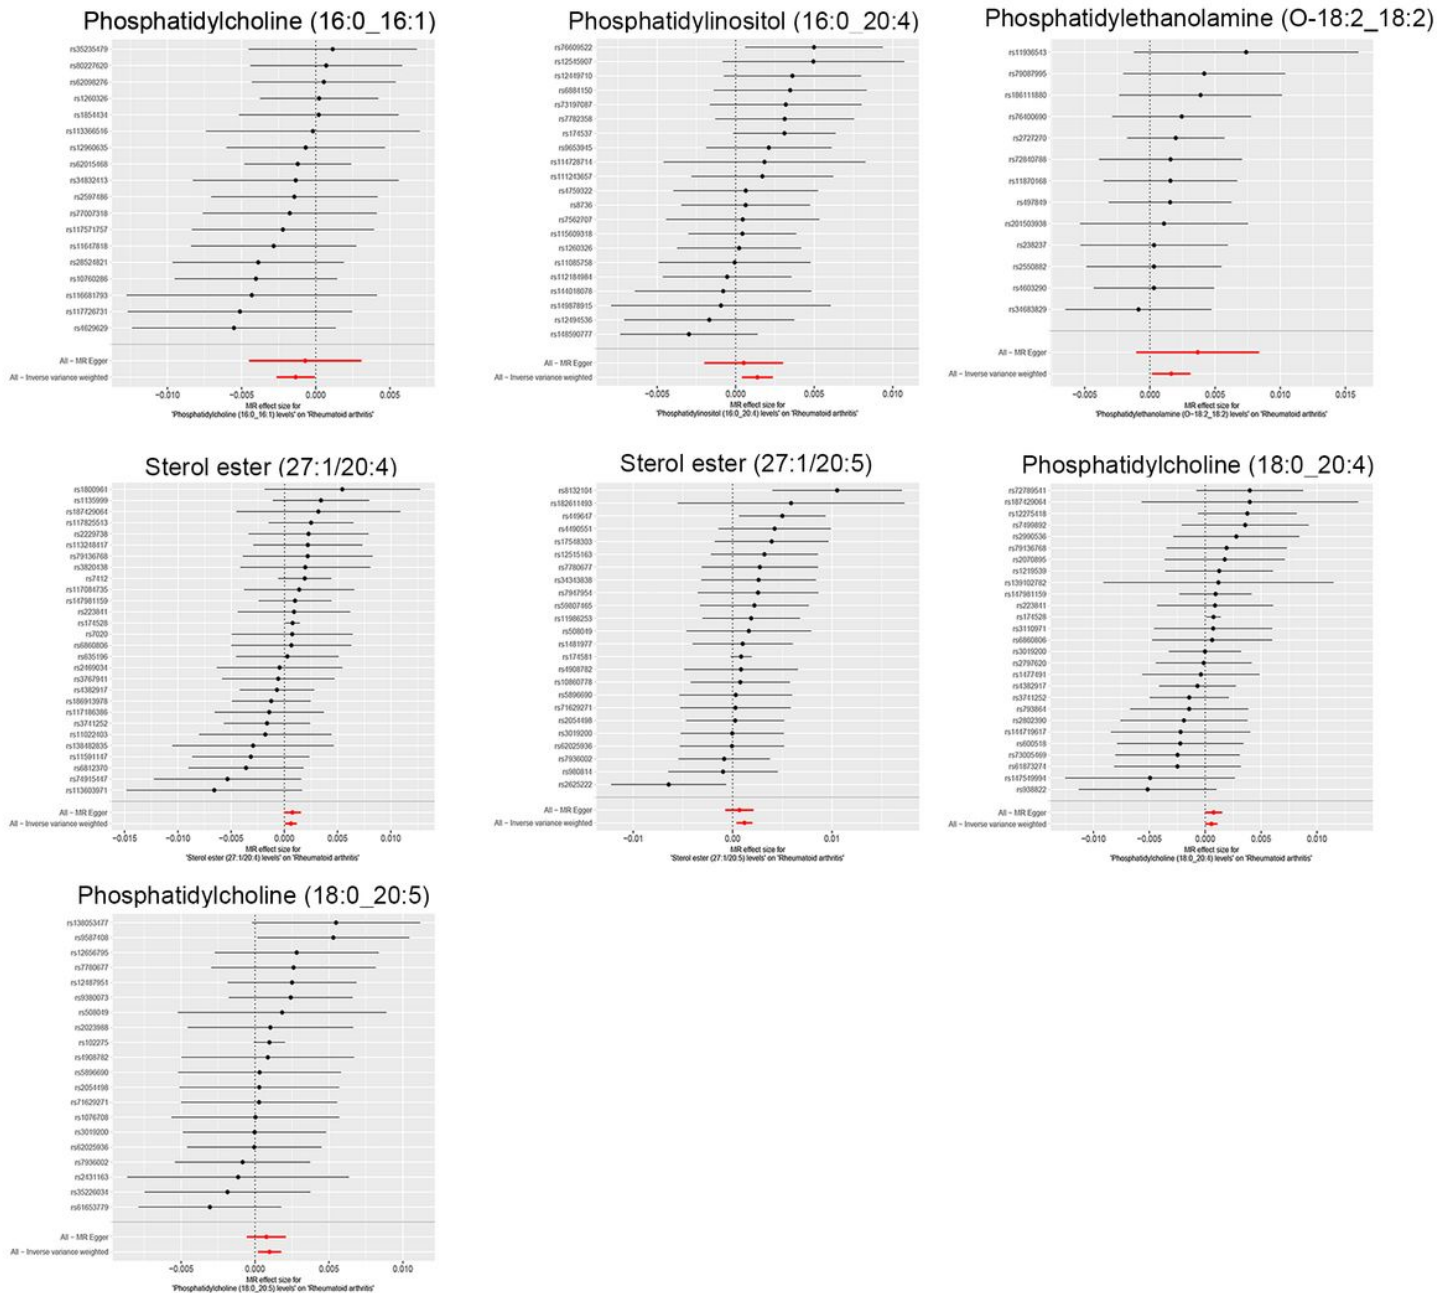 Phosphatidylcholine (16:0_16:1)
rs35235479
rs80227620
rs62098276
rs1260326
rs1854434
rs113366516
rs12960635
rs62015468
rs34832413
rs2597486
rs77007318
rs117571757
rs11647818
rs28524821
rs10760286
rs116681793
rs117726731
rs4629629
All − MR Egger
All − Inverse variance weighted
−0.010 −0.005 0.000 0.005
MR effect size for
'Phosphatidylcholine (16:0_16:1) levels' on 'Rheumatoid arthritis'
Phosphatidylinositol (16:0_20:4)
rs76609522
rs12545907
rs12449710
rs6884150
rs73197087
rs7782358
rs174537
rs9653945
rs114728714
rs111243657
rs4759322
rs8736
rs7562707
rs115609318
rs1260326
rs11085758
rs112184984
rs144018078
rs149878915
rs12494536
rs148590777
All − MR Egger
All − Inverse variance weighted
−0.005 0.000 0.005 0.010
MR effect size for
'Phosphatidylinositol (16:0_20:4) levels' on 'Rheumatoid arthritis'
Phosphatidylethanolamine (O-18:2_18:2)
rs11936543
rs79087995
rs186111880
rs76400690
rs2727270
rs72840788
rs11870168
rs497849
rs201503938
rs238237
rs2550882
rs4603290
rs34683829
All − MR Egger
All − Inverse variance weighted
−0.005 0.000 0.005 0.010 0.015
MR effect size for
'Phosphatidylethanolamine (O−18:2_18:2) levels' on 'Rheumatoid arthritis'
Sterol ester (27:1/20:4)
rs1800961
rs1135999
rs187429064
rs117825513
rs2229738
rs113248417
rs79136768
rs3820438
rs7412
rs117084735
rs147981159
rs223841
rs174528
rs7020
rs6860806
rs635196
rs2469034
rs3767941
rs4382917
rs186913978
rs117186386
rs3741252
rs11022403
rs138482835
rs11591147
rs6812370
rs74915447
rs113603971
All − MR Egger
All − Inverse variance weighted
−0.015 −0.010 −0.005 0.000 0.005 0.010
MR effect size for
'Sterol ester (27:1/20:4) levels' on 'Rheumatoid arthritis'
Sterol ester (27:1/20:5)
rs8132101
rs182611493
rs449647
rs4490551
rs17548303
rs12515163
rs7780677
rs34343838
rs7947954
rs59807465
rs11986253
rs508049
rs1481977
rs174581
rs4908782
rs10860778
rs5896690
rs71629271
rs2054498
rs3019200
rs62025936
rs7936002
rs980814
rs2625222
All − MR Egger
All − Inverse variance weighted
−0.01 0.00 0.01
MR effect size for
'Sterol ester (27:1/20:5) levels' on 'Rheumatoid arthritis'
Phosphatidylcholine (18:0_20:4)
rs72789541
rs187429064
rs12275418
rs7499892
rs2990536
rs79136768
rs2070895
rs1219539
rs139102782
rs147981159
rs223841
rs174528
rs3110971
rs6860806
rs3019200
rs2797620
rs1477491
rs4382917
rs3741252
rs793864
rs2802390
rs144719617
rs600518
rs73005469
rs61873274
rs147549994
rs938822
All − MR Egger
All − Inverse variance weighted
−0.010 −0.005 0.000 0.005 0.010
MR effect size for
'Phosphatidylcholine (18:0_20:4) levels' on 'Rheumatoid arthritis'
Phosphatidylcholine (18:0_20:5)
rs138053477
rs9587408
rs12656795
rs7780677
rs12487951
rs9380073
rs508049
rs2023988
rs102275
rs4908782
rs5896690
rs2054498
rs71629271
rs1076708
rs3019200
rs62025936
rs7936002
rs2431163
rs35226034
rs61653779
All − MR Egger
All − Inverse variance weighted
−0.005 0.000 0.005 0.010
MR effect size for
'Phosphatidylcholine (18:0_20:5) levels' on 'Rheumatoid arthritis'